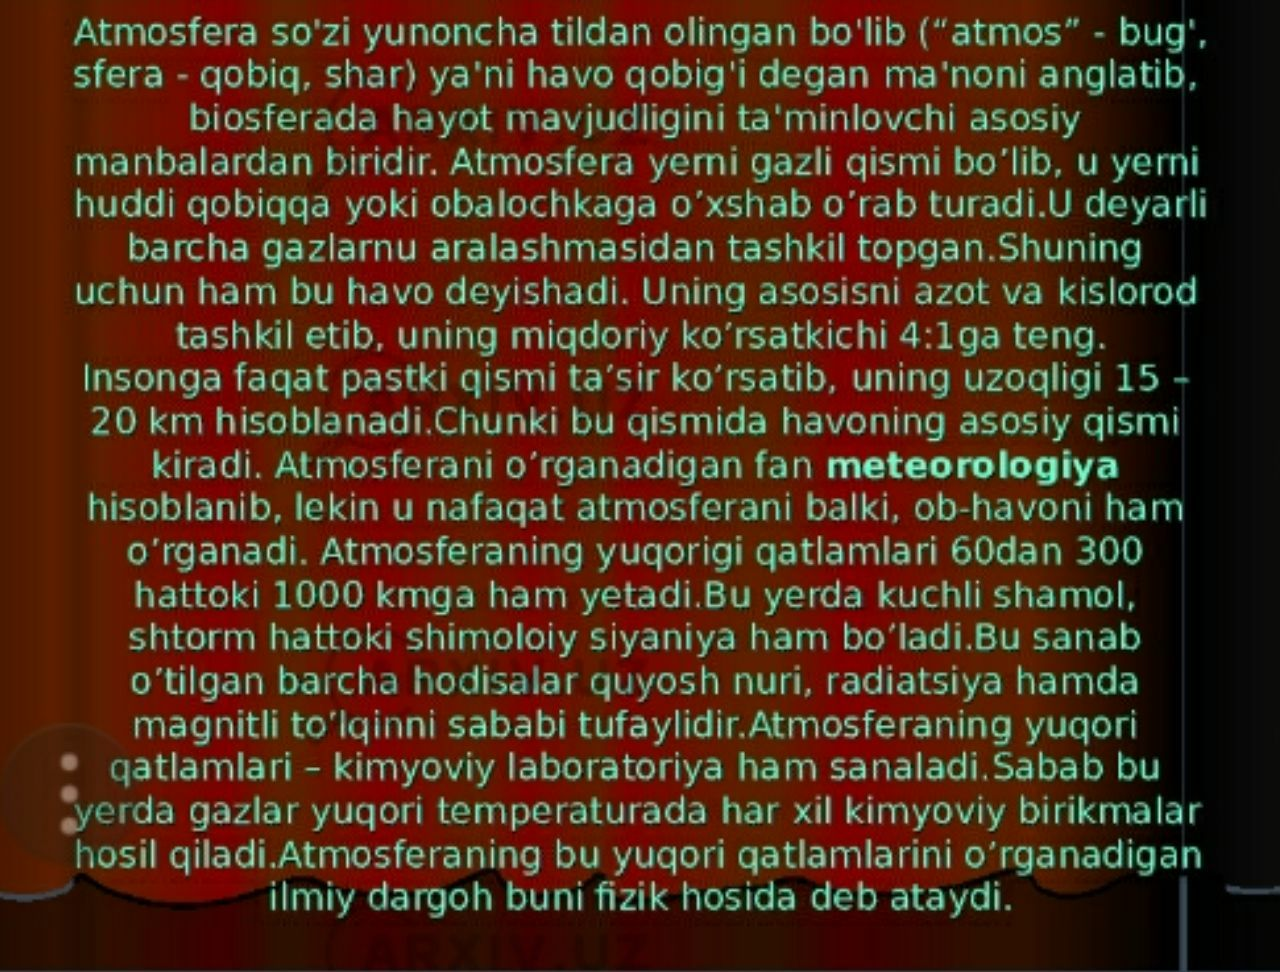 Atmosfera so'zi yunoncha tildan olingan bo'lib (“atmos” - bug',
sfera - qobiq, shar) ya'ni havo qobig'i degan ma'noni anglatib,
biosferada hayot mavjudligini ta'minlovchi asosiy
manbalardan biridir. Atmosfera yerni gazli qismi bo’lib, u yerni
huddi qobiqqa yoki obalochkaga o’xshab o’rab turadi.U deyarli
barcha gazlarnu aralashmasidan tashkil topgan.Shuning
uchun ham bu havo deyishadi. Uning asosisni azot va kislorod
tashkil etib, uning miqdoriy ko’rsatkichi 4:1ga teng.
Insonga faqat pastki qismi ta’sir ko’rsatib, uning uzoqligi 15 –
20 km hisoblanadi.Chunki bu qismida havoning asosiy qismi
kiradi. Atmosferani o’rganadigan fan meteorologiya
hisoblanib, lekin u nafaqat atmosferani balki, ob-havoni ham
o’rganadi. Atmosferaning yuqorigi qatlamlari 60dan 300
hattoki 1000 kmga ham yetadi.Bu yerda kuchli shamol,
shtorm hattoki shimoloiy siyaniya ham bo’ladi.Bu sanab
o’tilgan barcha hodisalar quyosh nuri, radiatsiya hamda
magnitli to’lqinni sababi tufaylidir.Atmosferaning yuqori
qatlamlari – kimyoviy laboratoriya ham sanaladi.Sabab bu
yerda gazlar yuqori temperaturada har xil kimyoviy birikmalar
hosil qiladi.Atmosferaning bu yuqori qatlamlarini o’rganadigan
ilmiy dargoh buni fizik hosida deb ataydi.
ARXIV.UZ